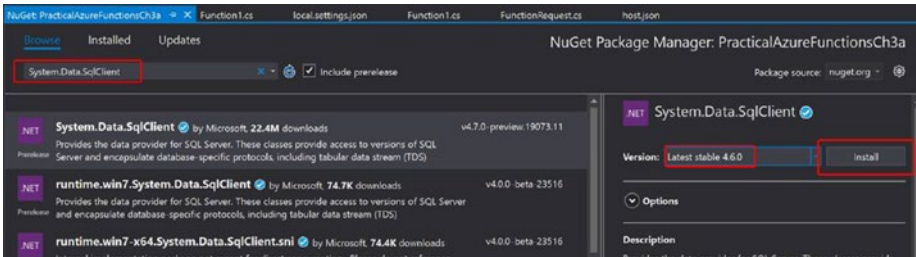 NuGet: PracticalAzureFunctionsCh3a
Function1.cs
local.settings.json
Function1.cs
FunctionRequest.cs
host.json
Browse
Installed
Updates
NuGet Package Manager: PracticalAzureFunctionsCh3a
System.Data.SqlClient
Include prerelease
Package source: nuget.org
.NET
Prerelease
System.Data.SqlClient by Microsoft, 22.4M downloads
v4.7.0-preview.19073.11
Provides the data provider for SQL Server. These classes provide access to versions of SQL
Server and encapsulate database-specific protocols, including tabular data stream (TDS)
.NET
Prerelease
runtime.win7.System.Data.SqlClient by Microsoft, 74.7K downloads
v4.0.0-beta-23516
Provides the data provider for SQL Server. These classes provide access to versions of SQL Server
and encapsulate database-specific protocols, including tabular data stream (TDS)
.NET
runtime.win7-x64.System.Data.SqlClient.sni by Microsoft, 74.4K downloads
v4.0.0-beta-23516
.NET
System.Data.SqlClient
Version:
Latest stable 4.6.0
Install
Options
Description